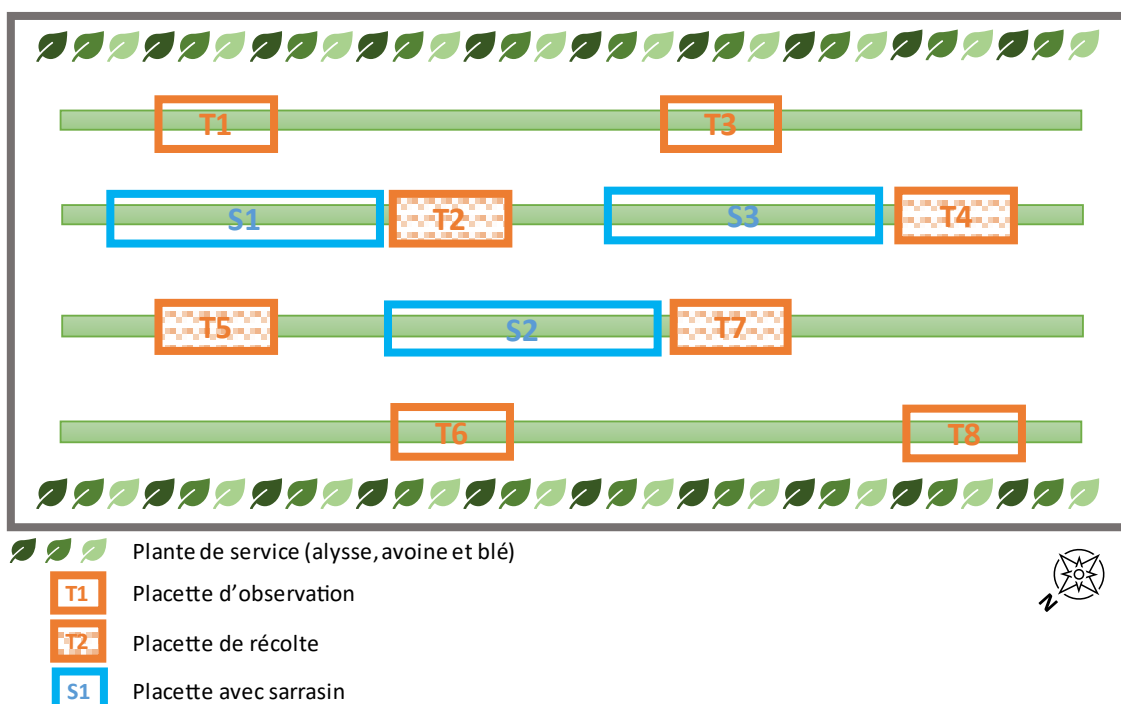 T1 T3
S1 T2 S3 T4
T5 S2 T7
T6 T8
Plante de service (alysse, avoine et blé)
T1 Placette d'observation
T2 Placette de récolte
S1 Placette avec sarrasin
N